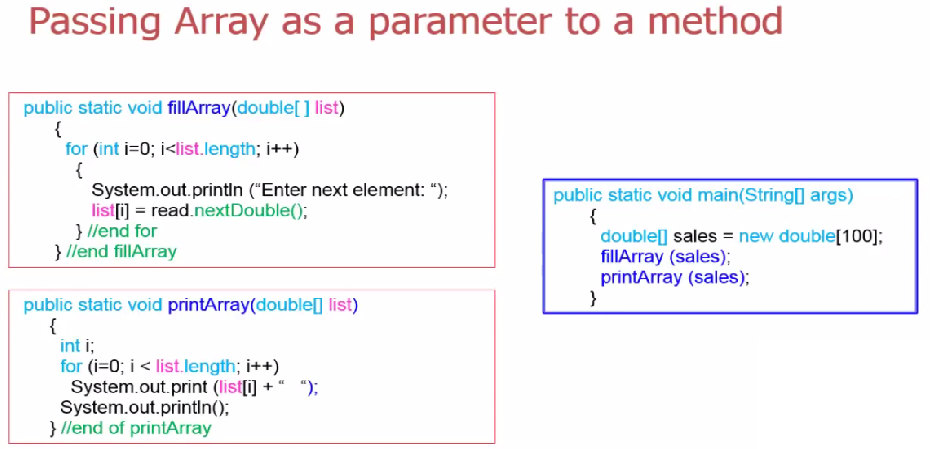 Passing Array as a parameter to a method
public static void fillArray(double[ ] list)
{
for (int i=0; i<list.length; i++)
{
System.out.println (“Enter next element: “);
list[i] = read.nextDouble();
} //end for
} //end fillArray
public static void printArray(double[] list)
{
int i;
for (i=0; i < list.length; i++)
System.out.print (list[i] + “   “);
System.out.println();
} //end of printArray
public static void main(String[] args)
{
double[] sales = new double[100];
fillArray (sales);
printArray (sales);
}